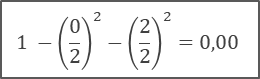 1 − (0/2)² − (2/2)² = 0,00